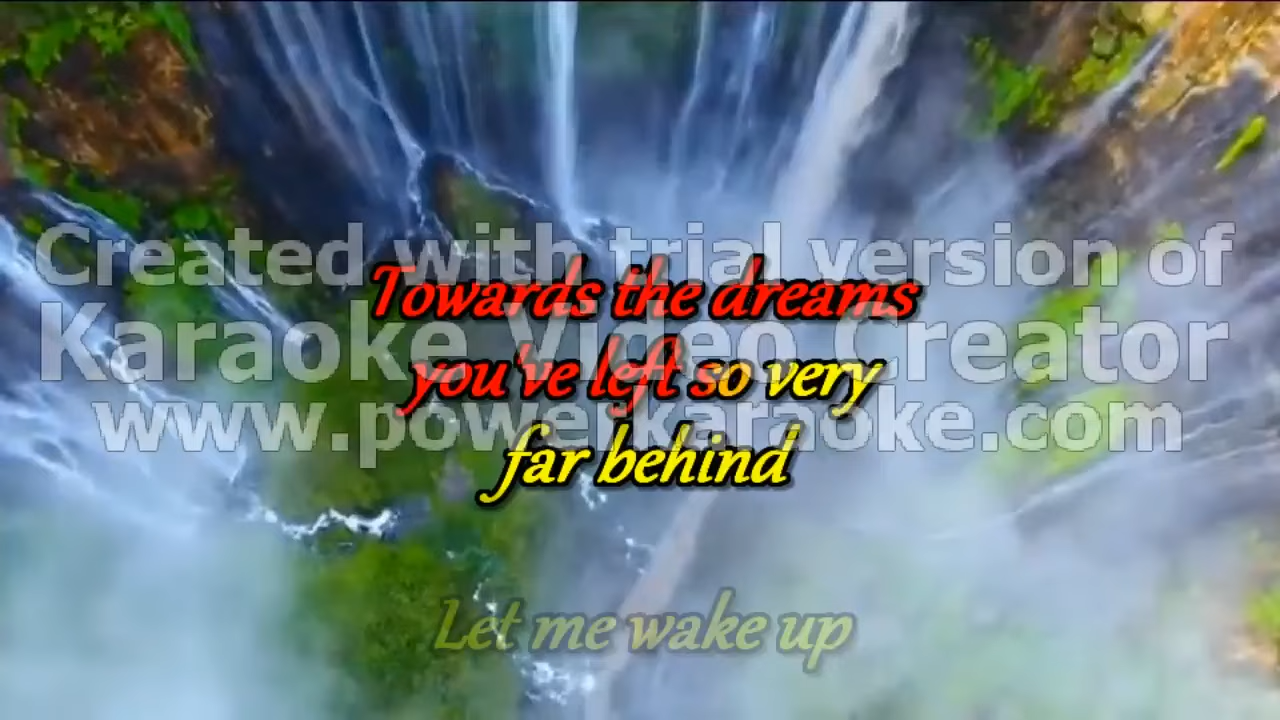 Created with trial version of
Towards the dreams
Karaoke Video Creator
you've left so very
www.powerkaraoke.com
far behind
Let me wake up